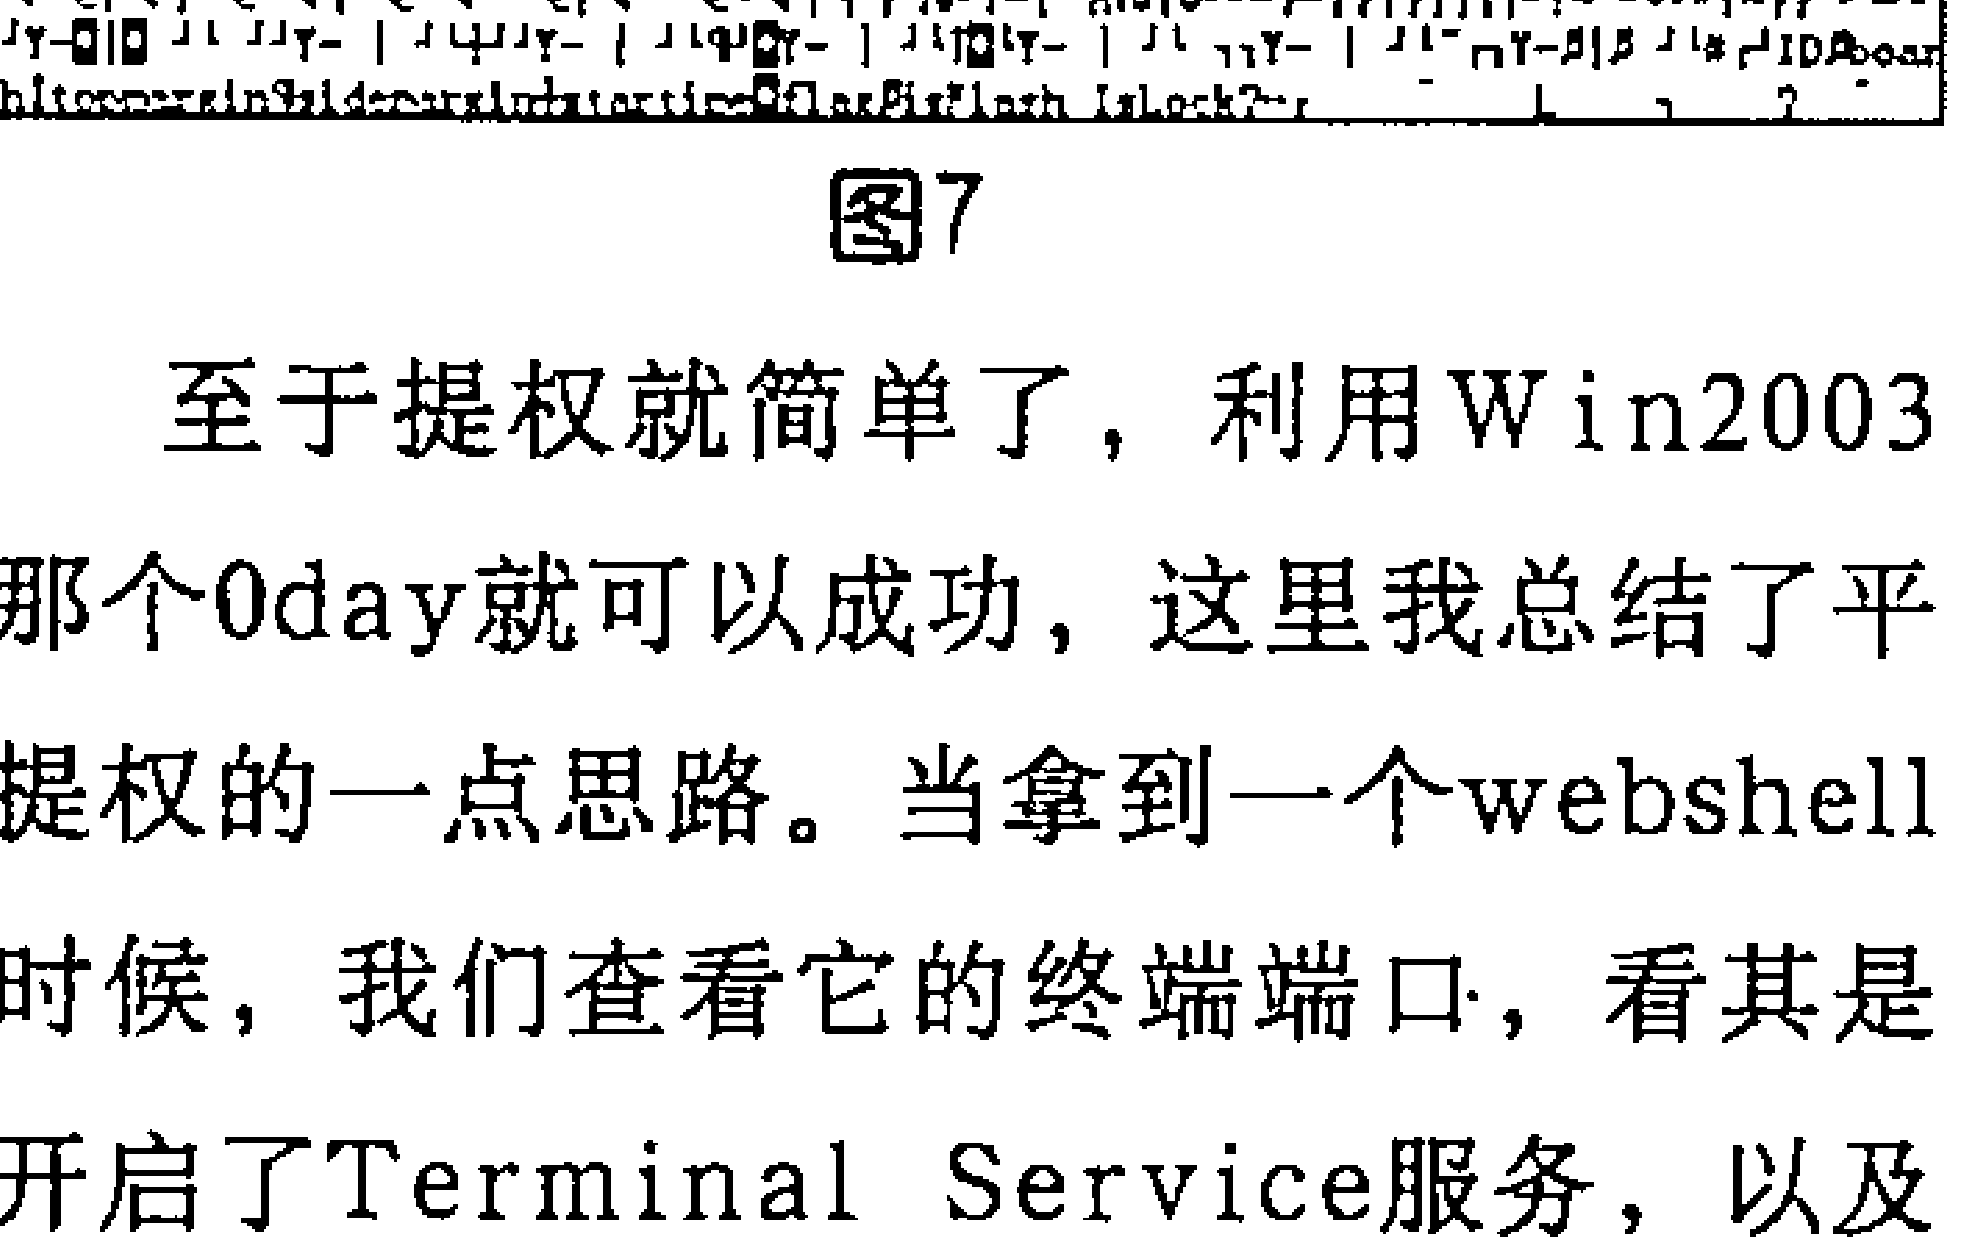 图7
至于提权就简单了，利用Win2003
那个0day就可以成功，这里我总结了平
提权的一点思路。当拿到一个webshell
时候，我们查看它的终端端口，看其是
开启了Terminal Service服务，以及